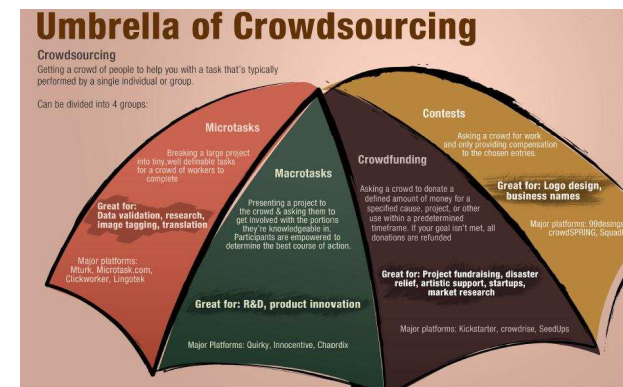 Umbrella of Crowdsourcing
Crowdsourcing
Getting a crowd of people to help you with a task that's typically
performed by a single individual or group.
Can be divided into 4 groups:
Microtasks
Breaking a large project
into tiny, well definable tasks
for a crowd of workers to
complete
Great for:
Data validation, research,
image tagging, translation
Major platforms:
Mturk, Microtask.com,
Clickworker, Lingotek
Macrotasks
Presenting a project to
the crowd & asking them to
get involved with the portions
they're knowledgeable in.
Participants are empowered to
determine the best course of action.
Great for: R&D, product innovation
Major Platforms: Quirky, Innocentive, Chaordix
Crowdfunding
Asking a crowd to donate a
defined amount of money for a
specified cause, project, or other
use within a predetermined
timeframe. If your goal isn't met, all
donations are refunded
Great for: Project fundraising, disaster
relief, artistic support, startups,
market research
Major platforms: Kickstarter, crowdrise, SeedUps
Contests
Asking a crowd for work
and only providing compensation
to the chosen entries.
Great for: Logo design,
business names
Major platforms: 99desings
crowdSPRING, Squad